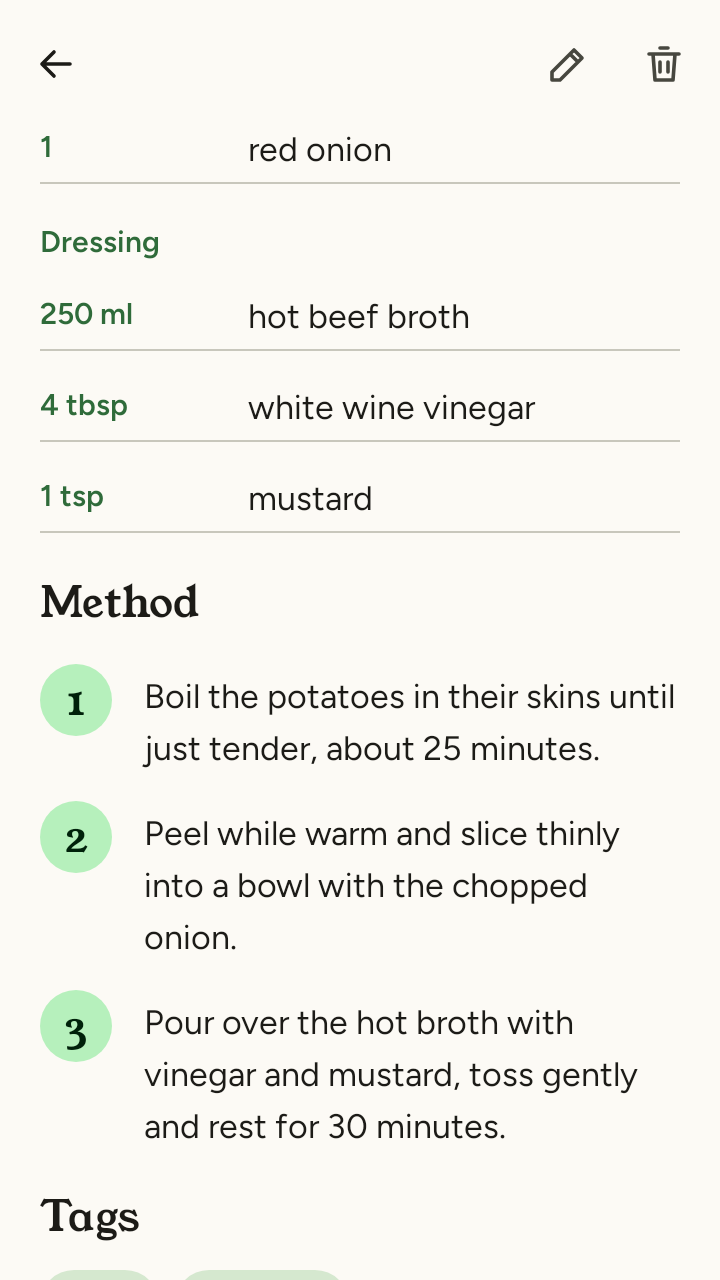 1 red onion
Dressing
250 ml hot beef broth
4 tbsp white wine vinegar
1 tsp mustard
Method
1 Boil the potatoes in their skins until
just tender, about 25 minutes.
2 Peel while warm and slice thinly
into a bowl with the chopped
onion.
3 Pour over the hot broth with
vinegar and mustard, toss gently
and rest for 30 minutes.
Tags